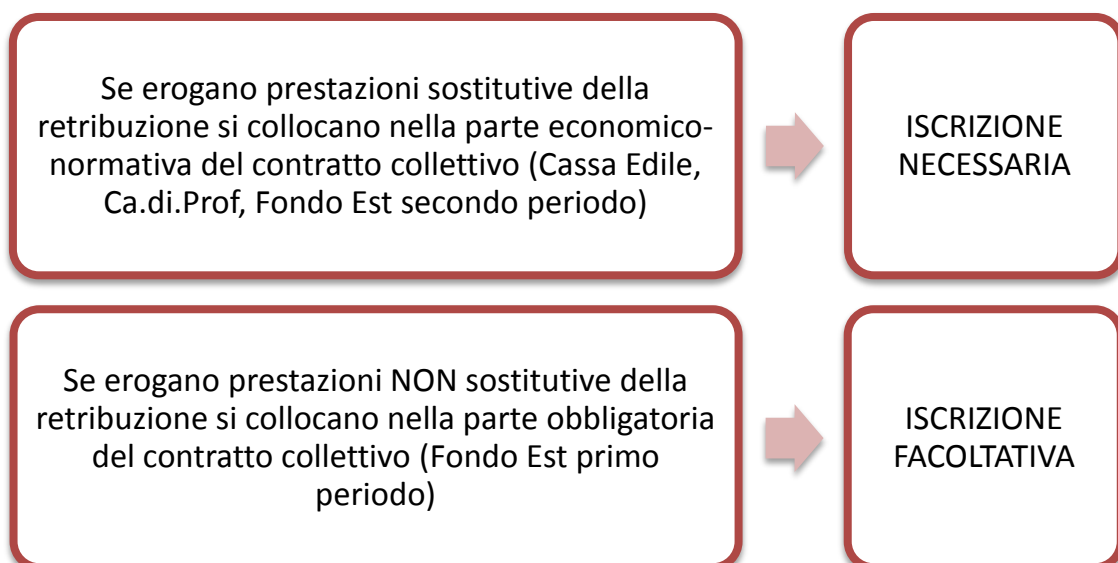 Se erogano prestazioni sostitutive della
retribuzione si collocano nella parte economico-
normativa del contratto collettivo (Cassa Edile,
Ca.di.Prof, Fondo Est secondo periodo)
ISCRIZIONE
NECESSARIA
Se erogano prestazioni NON sostitutive della
retribuzione si collocano nella parte obbligatoria
del contratto collettivo (Fondo Est primo
periodo)
ISCRIZIONE
FACOLTATIVA